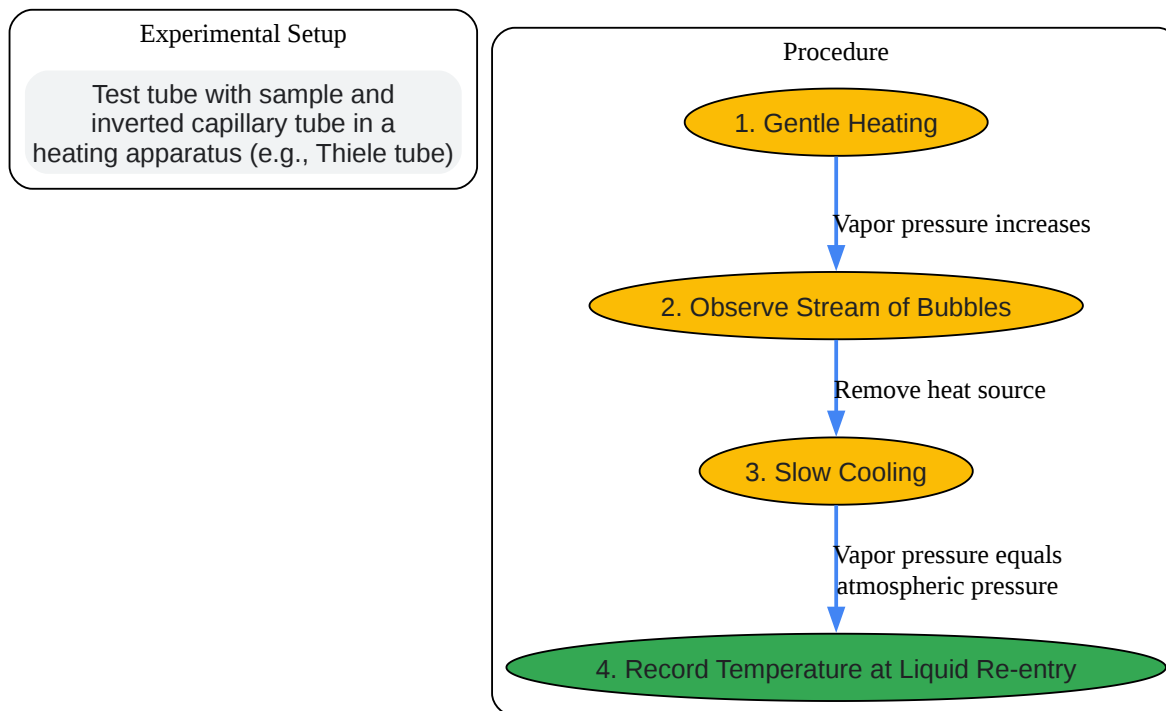 Experimental Setup
Test tube with sample and
inverted capillary tube in a
heating apparatus (e.g., Thiele tube)
Procedure
1. Gentle Heating
Vapor pressure increases
2. Observe Stream of Bubbles
Remove heat source
3. Slow Cooling
Vapor pressure equals
atmospheric pressure
4. Record Temperature at Liquid Re-entry